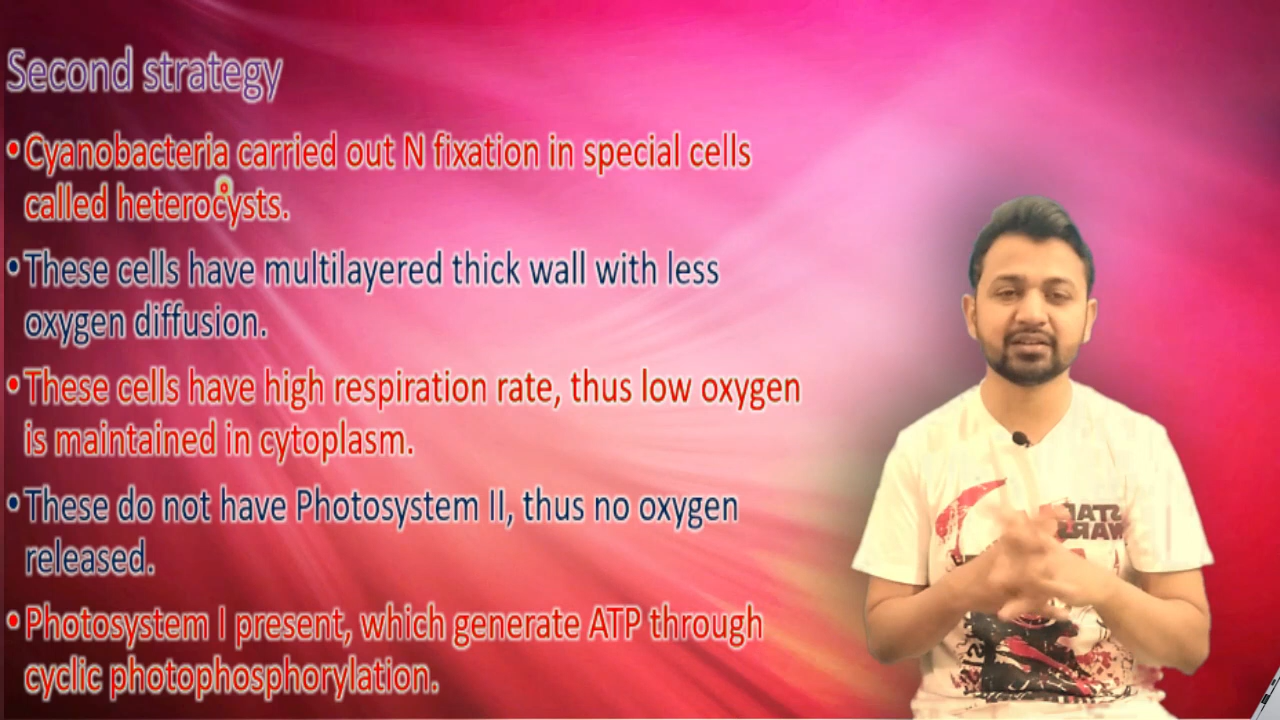 Second strategy
•Cyanobacteria carried out N fixation in special cells
called heterocysts.
•These cells have multilayered thick wall with less
oxygen diffusion.
•These cells have high respiration rate, thus low oxygen
is maintained in cytoplasm.
•These do not have Photosystem II, thus no oxygen
released.
•Photosystem I present, which generate ATP through
cyclic photophosphorylation.
STAR
WARS